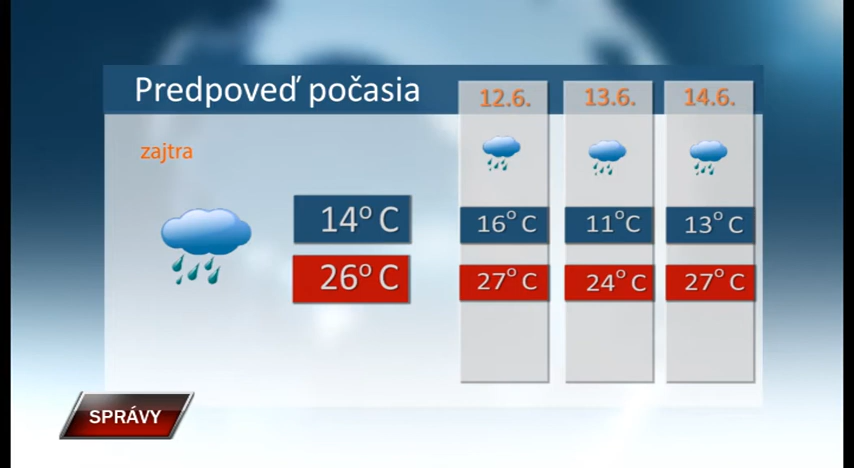 Predpoveď počasia
zajtra
14° C
26° C
12.6. 13.6. 14.6.
16° C 11°C 13° C
27° C 24° C 27° C
SPRÁVY